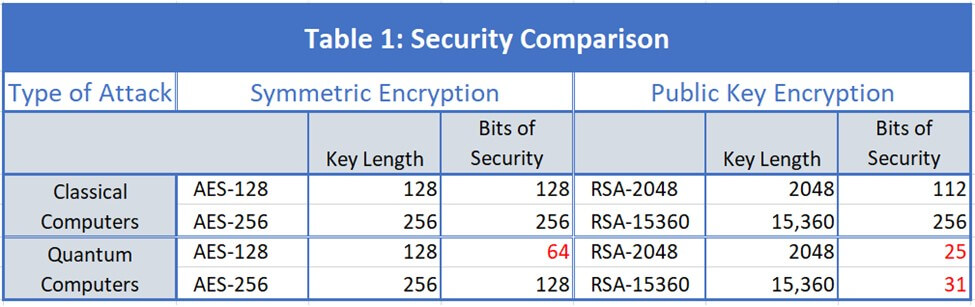 Table 1: Security Comparison
Type of Attack Symmetric Encryption Public Key Encryption
Key Length Bits of Security Key Length Bits of Security
Classical Computers AES-128 128 128 RSA-2048 2048 112
AES-256 256 256 RSA-15360 15,360 256
Quantum Computers AES-128 128 64 RSA-2048 2048 25
AES-256 256 128 RSA-15360 15,360 31